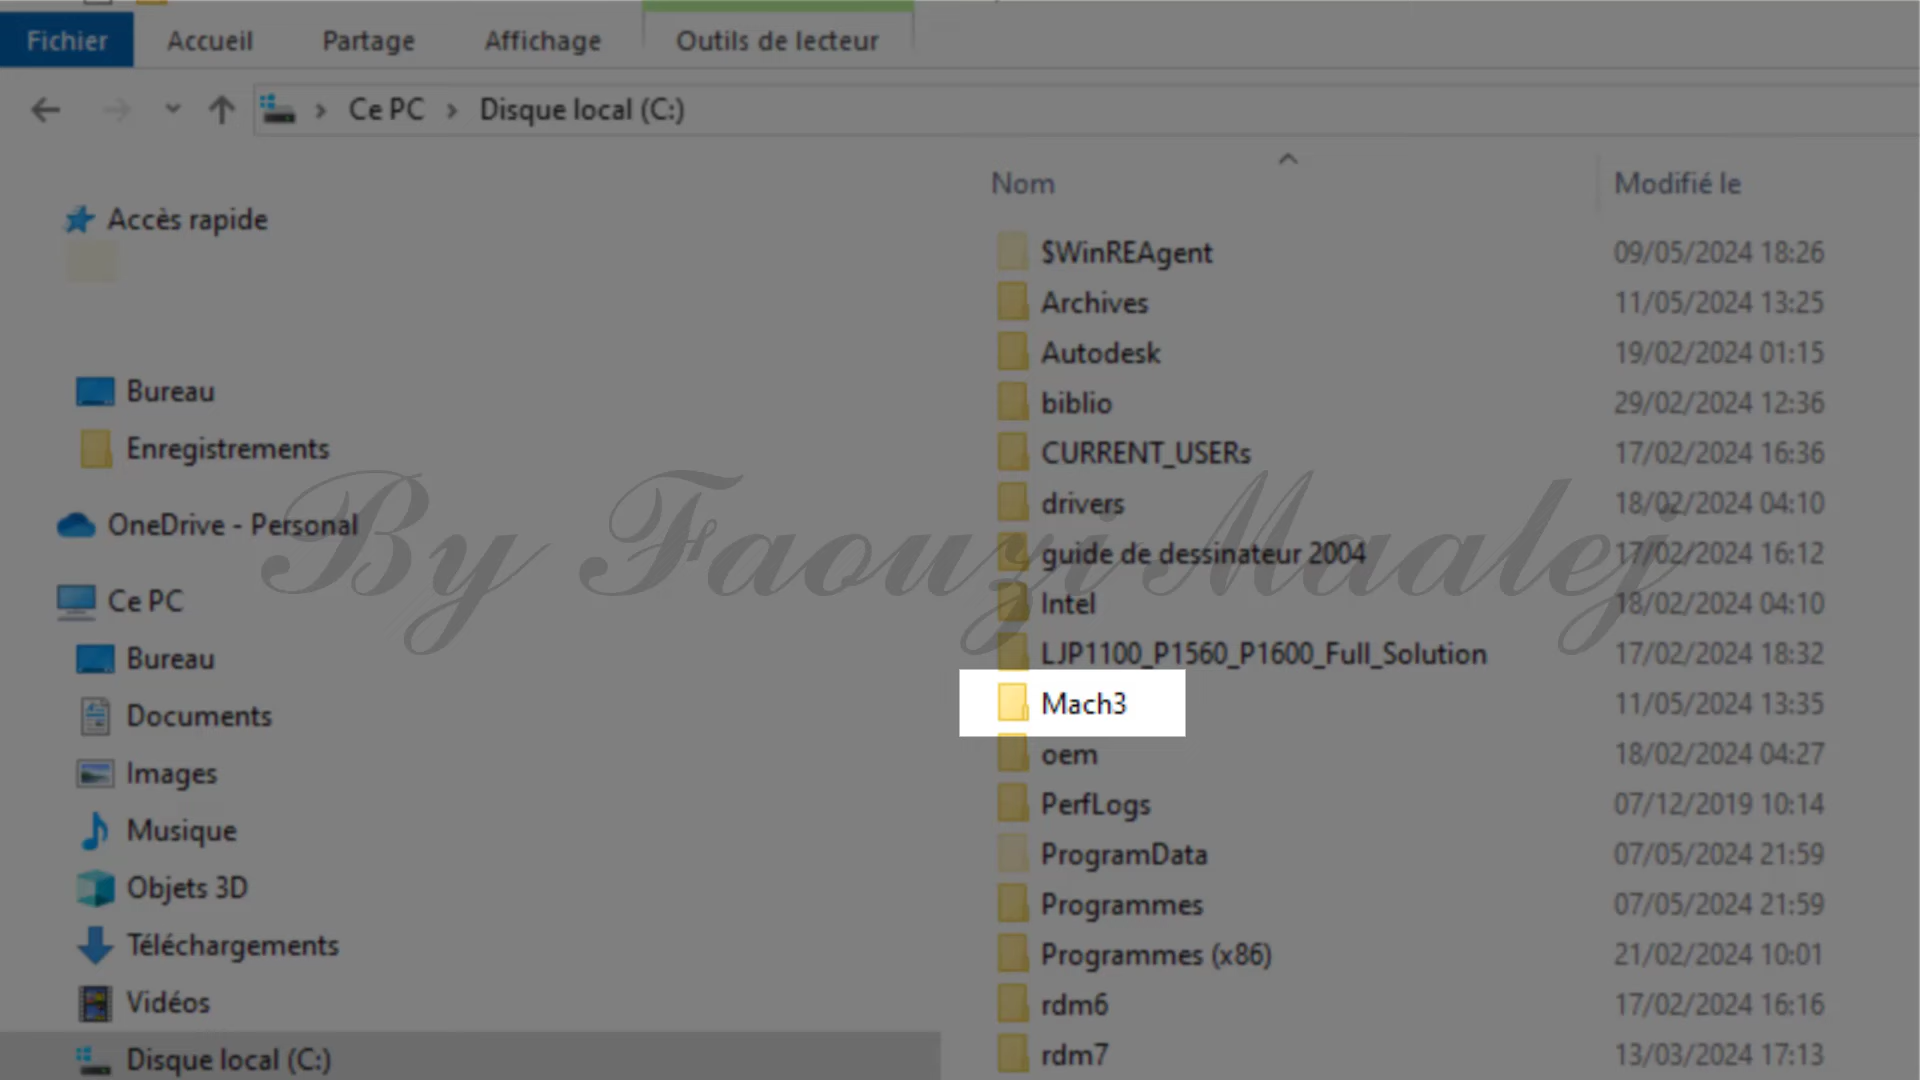 Fichier Accueil Partage Affichage Outils de lecteur
Ce PC Disque local (C:)
Accès rapide
Bureau
Enregistrements
OneDrive - Personal
Ce PC
Bureau
Documents
Images
Musique
Objets 3D
Téléchargements
Vidéos
Disque local (C:)
Nom Modifié le
$WinREAgent 09/05/2024 18:26
Archives 11/05/2024 13:25
Autodesk 19/02/2024 01:15
biblio 29/02/2024 12:36
CURRENT_USERs 17/02/2024 16:36
drivers 18/02/2024 04:10
guide de dessinateur 2004 17/02/2024 16:12
Intel 18/02/2024 04:10
LJP1100_P1560_P1600_Full_Solution 17/02/2024 18:32
Mach3 11/05/2024 13:35
oem 18/02/2024 04:27
PerfLogs 07/12/2019 10:14
ProgramData 07/05/2024 21:59
Programmes 07/05/2024 21:59
Programmes (x86) 21/02/2024 10:01
rdm6 17/02/2024 16:16
rdm7 13/03/2024 17:13
By Faouzi Maalej